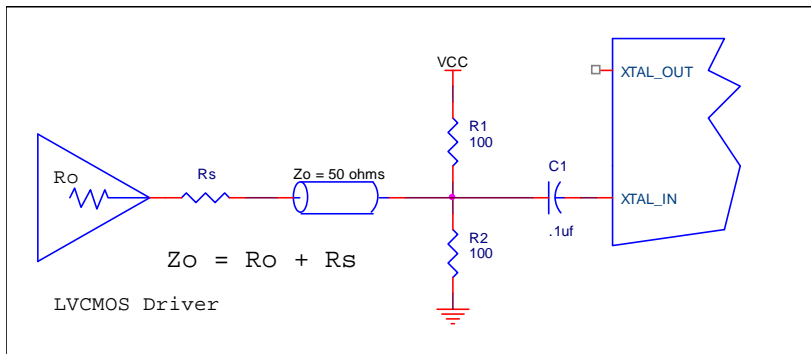 VCC
XTAL_OUT
R1
100
Ro
Rs
Zo = 50 ohms
C1
XTAL_IN
.1uf
R2
100
Zo = Ro + Rs
LVCMOS Driver